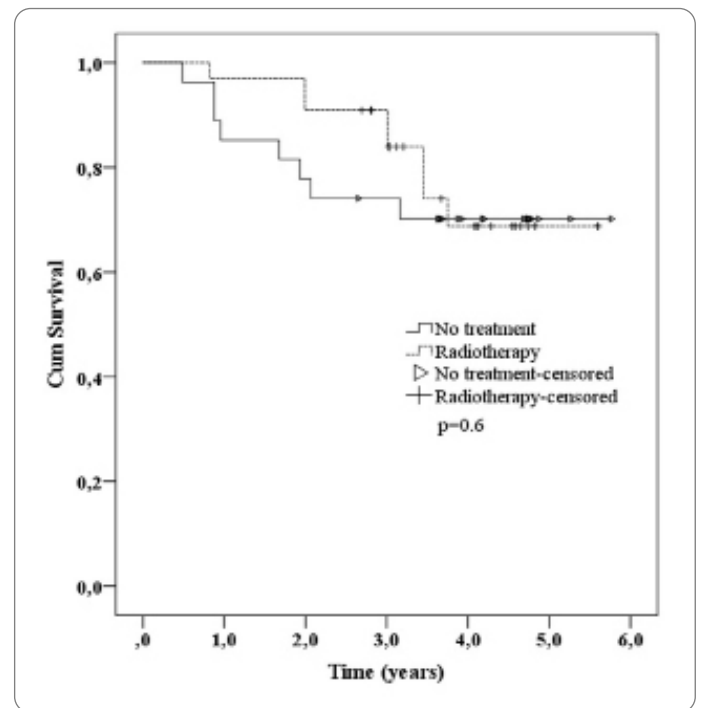 1,0
0,8
0,6
0,4
0,2
0,0
Cum Survival
No treatment
Radiotherapy
No treatment-censored
Radiotherapy-censored
p=0.6
,0 1,0 2,0 3,0 4,0 5,0 6,0
Time (years)